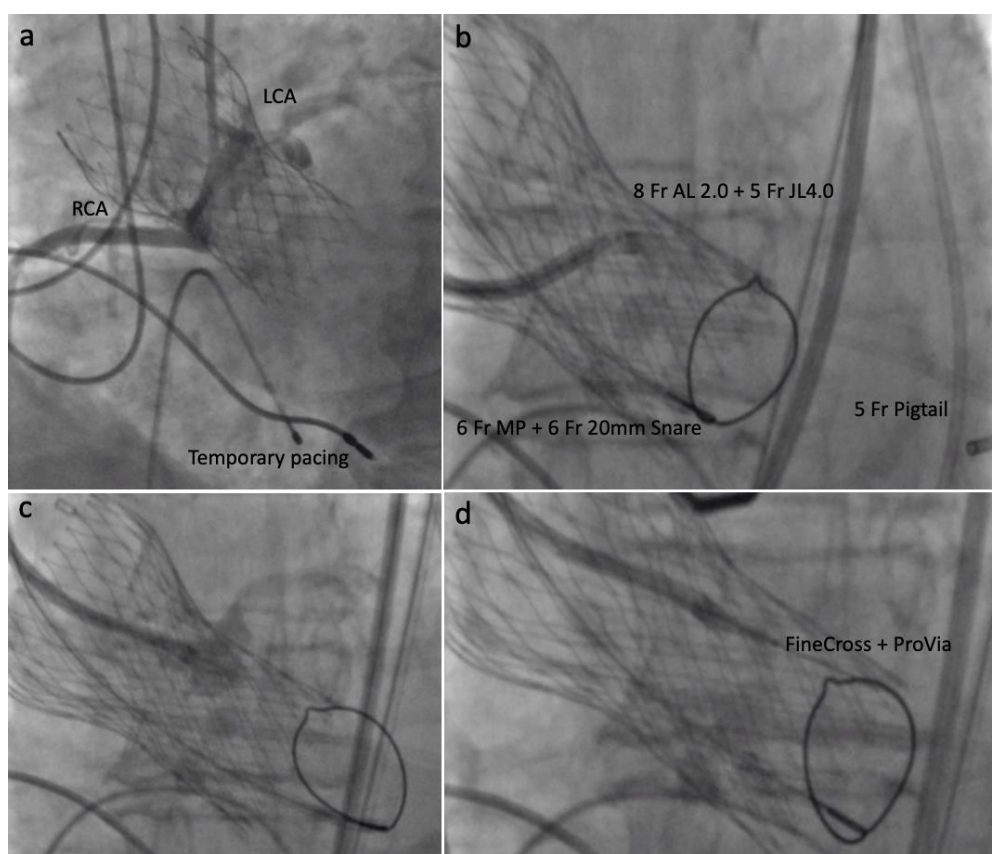 a
LCA
RCA
Temporary pacing
b
8 Fr AL 2.0 + 5 Fr JL4.0
5 Fr Pigtail
6 Fr MP + 6 Fr 20mm Snare
c
d
FineCross + ProVia